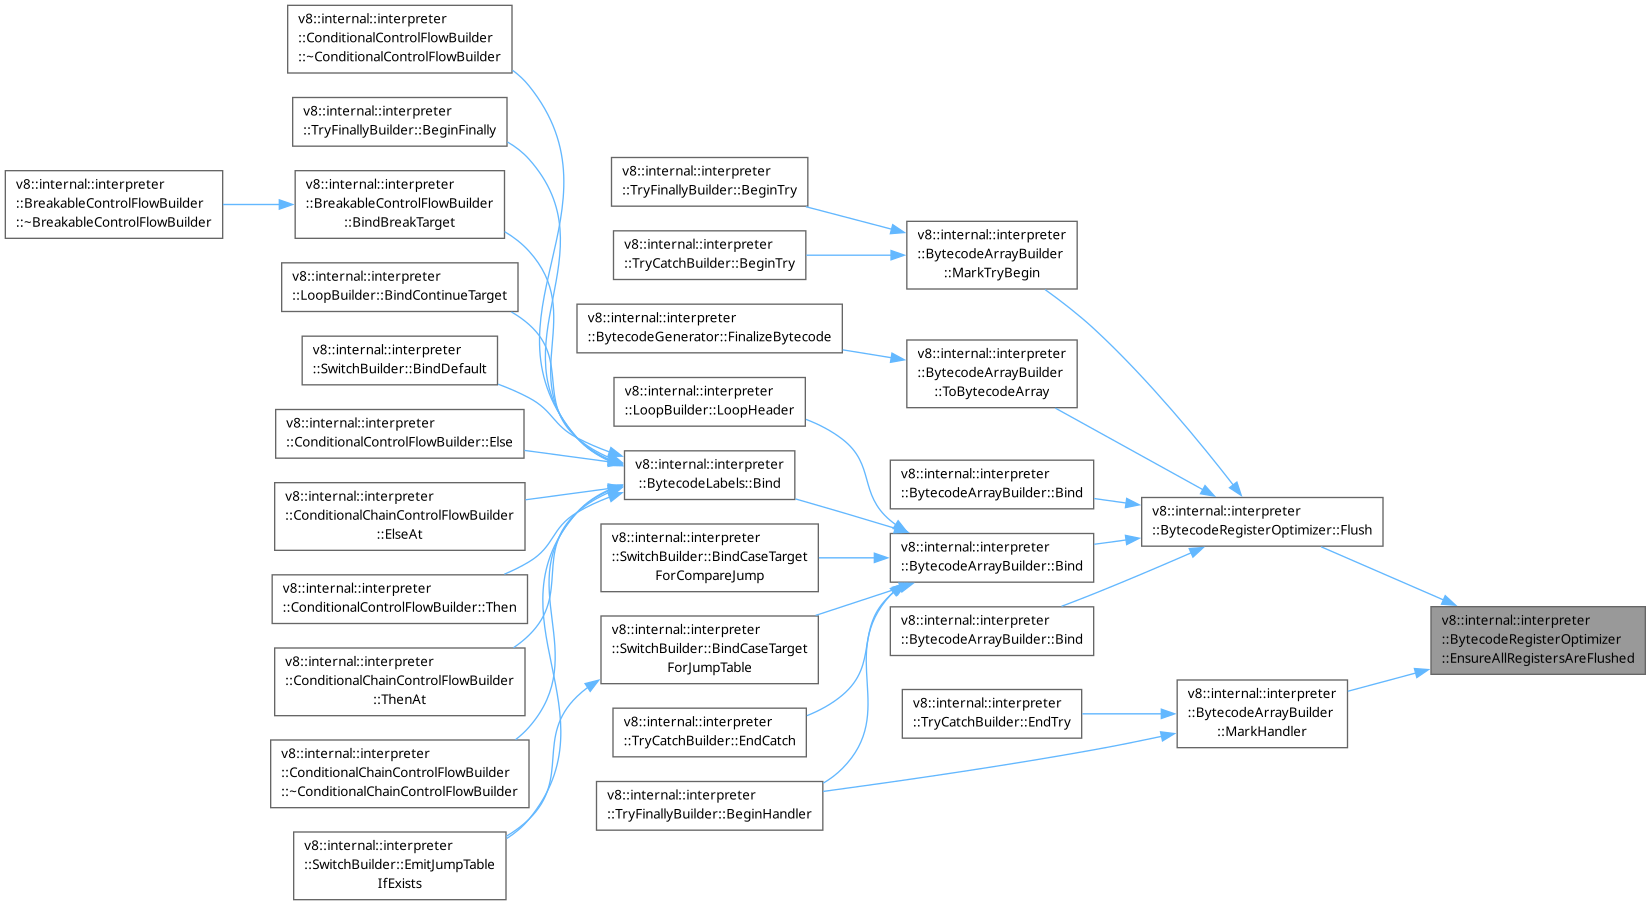 v8::internal::interpreter
::ConditionalControlFlowBuilder
::~ConditionalControlFlowBuilder
v8::internal::interpreter
::TryFinallyBuilder::BeginFinally
v8::internal::interpreter
::BreakableControlFlowBuilder
::~BreakableControlFlowBuilder
v8::internal::interpreter
::BreakableControlFlowBuilder
::BindBreakTarget
v8::internal::interpreter
::LoopBuilder::BindContinueTarget
v8::internal::interpreter
::SwitchBuilder::BindDefault
v8::internal::interpreter
::ConditionalControlFlowBuilder::Else
v8::internal::interpreter
::ConditionalChainControlFlowBuilder
::ElseAt
v8::internal::interpreter
::ConditionalControlFlowBuilder::Then
v8::internal::interpreter
::ConditionalChainControlFlowBuilder
::ThenAt
v8::internal::interpreter
::ConditionalChainControlFlowBuilder
::~ConditionalChainControlFlowBuilder
v8::internal::interpreter
::SwitchBuilder::EmitJumpTable
IfExists
v8::internal::interpreter
::TryFinallyBuilder::BeginTry
v8::internal::interpreter
::TryCatchBuilder::BeginTry
v8::internal::interpreter
::BytecodeGenerator::FinalizeBytecode
v8::internal::interpreter
::LoopBuilder::LoopHeader
v8::internal::interpreter
::BytecodeLabels::Bind
v8::internal::interpreter
::SwitchBuilder::BindCaseTarget
ForCompareJump
v8::internal::interpreter
::SwitchBuilder::BindCaseTarget
ForJumpTable
v8::internal::interpreter
::TryCatchBuilder::EndCatch
v8::internal::interpreter
::TryFinallyBuilder::BeginHandler
v8::internal::interpreter
::BytecodeArrayBuilder
::MarkTryBegin
v8::internal::interpreter
::BytecodeArrayBuilder
::ToBytecodeArray
v8::internal::interpreter
::BytecodeArrayBuilder::Bind
v8::internal::interpreter
::BytecodeArrayBuilder::Bind
v8::internal::interpreter
::BytecodeArrayBuilder::Bind
v8::internal::interpreter
::TryCatchBuilder::EndTry
v8::internal::interpreter
::BytecodeRegisterOptimizer::Flush
v8::internal::interpreter
::BytecodeArrayBuilder
::MarkHandler
v8::internal::interpreter
::BytecodeRegisterOptimizer
::EnsureAllRegistersAreFlushed